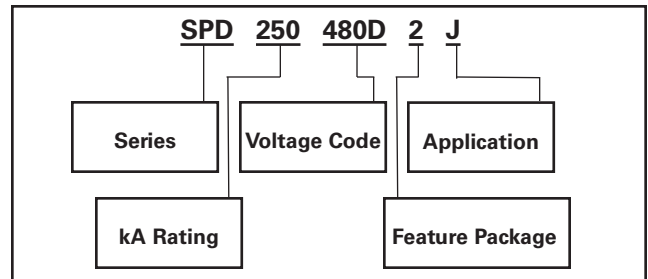 SPD 250 480D 2 J
Series
Voltage Code
Application
kA Rating
Feature Package